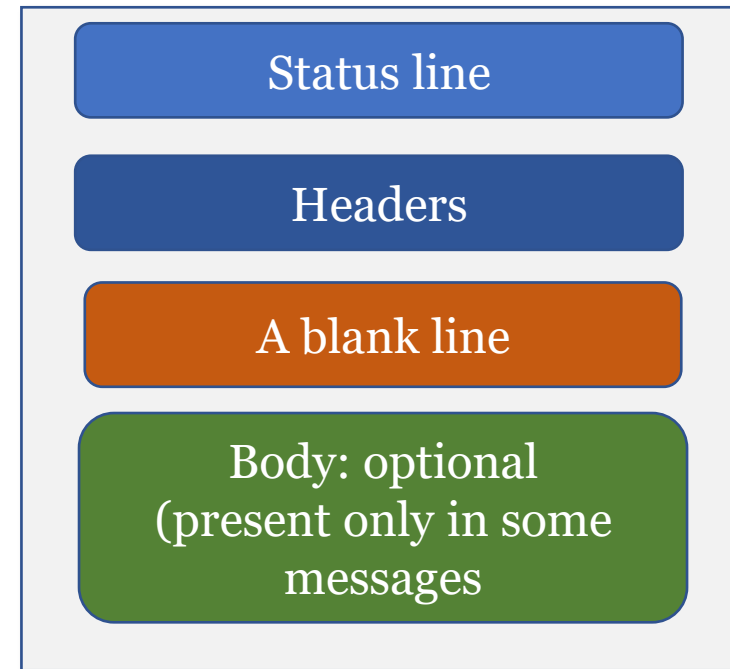 Status line
Headers
A blank line
Body: optional
(present only in some
messages